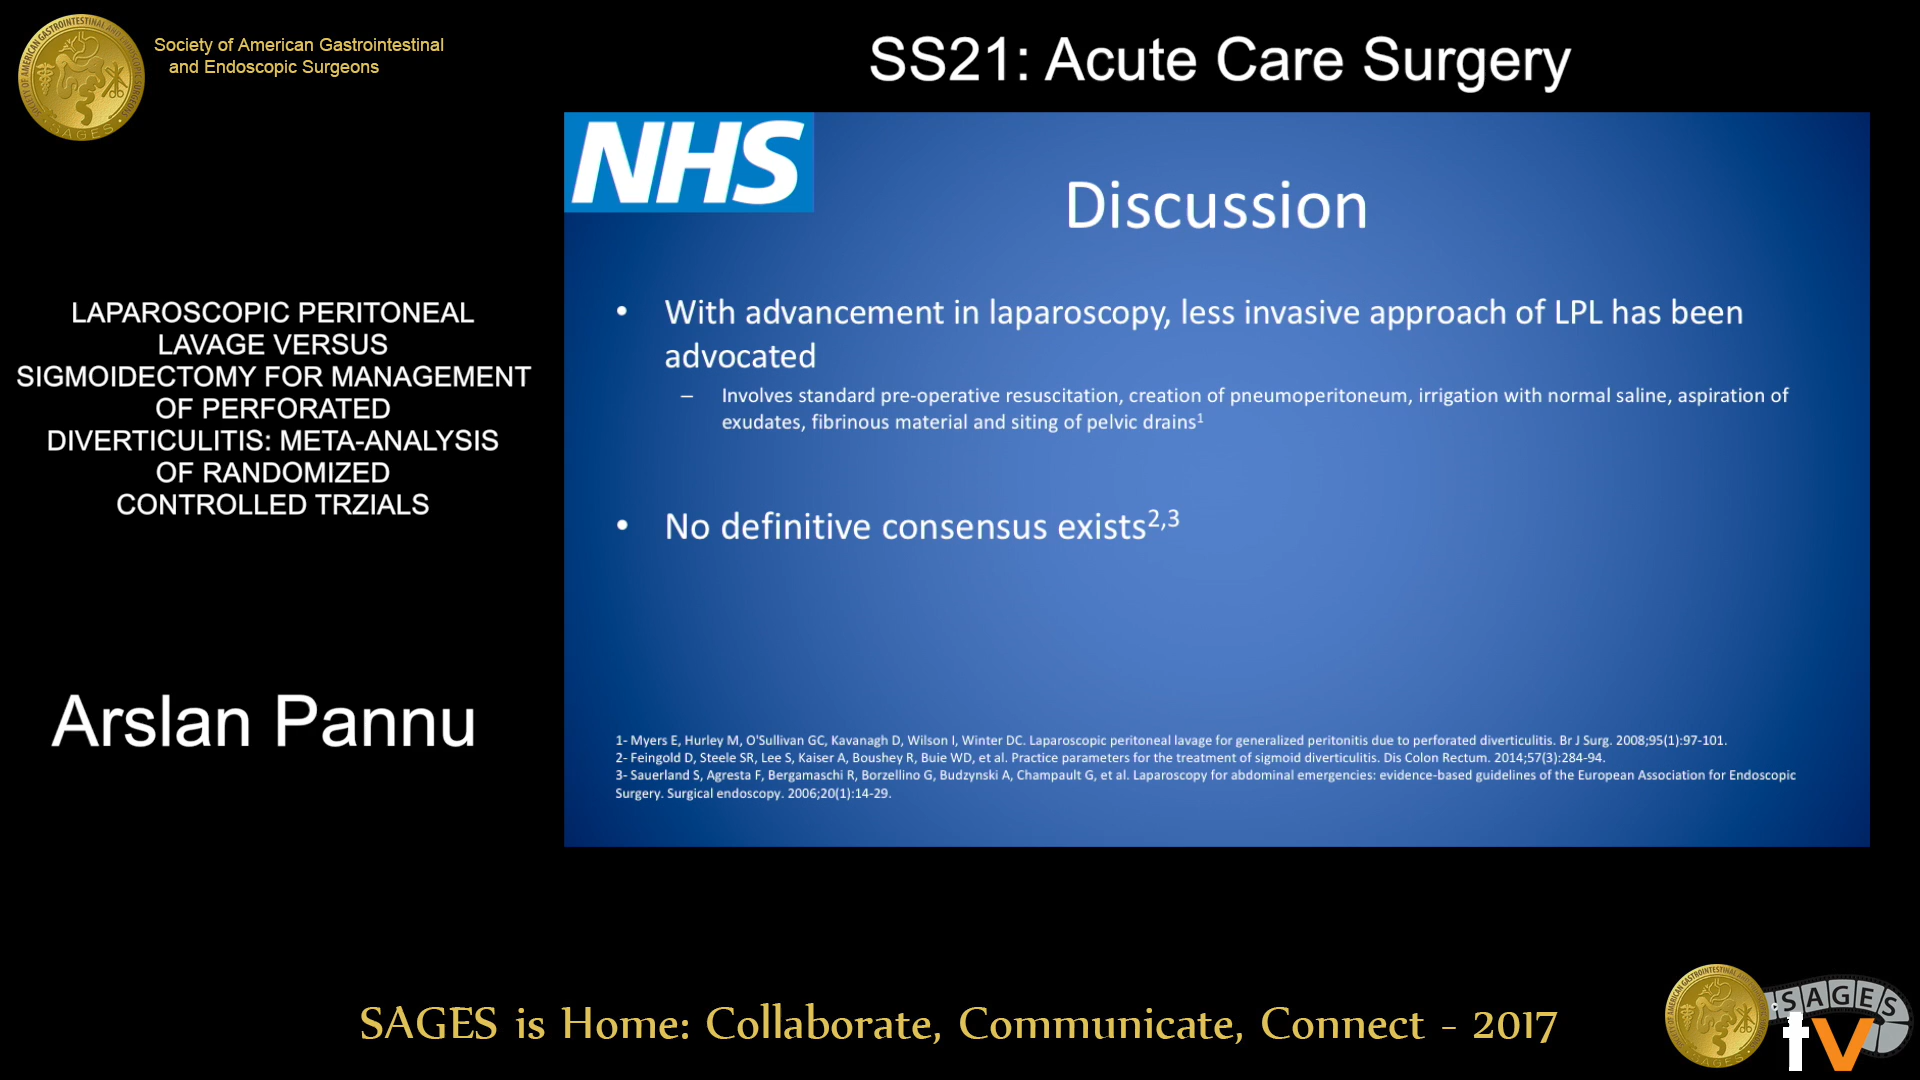 Society of American Gastrointestinal
and Endoscopic Surgeons
SS21: Acute Care Surgery
NHS
Discussion
LAPAROSCOPIC PERITONEAL
LAVAGE VERSUS
SIGMOIDECTOMY FOR MANAGEMENT
OF PERFORATED
DIVERTICULITIS: META-ANALYSIS
OF RANDOMIZED
CONTROLLED TRZIALS
Arslan Pannu
• With advancement in laparoscopy, less invasive approach of LPL has been
advocated
– Involves standard pre-operative resuscitation, creation of pneumoperitoneum, irrigation with normal saline, aspiration of
exudates, fibrinous material and siting of pelvic drains1
• No definitive consensus exists2,3
1- Myers E, Hurley M, O'Sullivan GC, Kavanagh D, Wilson I, Winter DC. Laparoscopic peritoneal lavage for generalized peritonitis due to perforated diverticulitis. Br J Surg. 2008;95(1):97-101.
2- Feingold D, Steele SR, Lee S, Kaiser A, Boushey R, Buie WD, et al. Practice parameters for the treatment of sigmoid diverticulitis. Dis Colon Rectum. 2014;57(3):284-94.
3- Sauerland S, Agresta F, Bergamaschi R, Borzellino G, Budzynski A, Champault G, et al. Laparoscopy for abdominal emergencies: evidence-based guidelines of the European Association for Endoscopic
Surgery. Surgical endoscopy. 2006;20(1):14-29.
SAGES is Home: Collaborate, Communicate, Connect - 2017
SAGES
tV